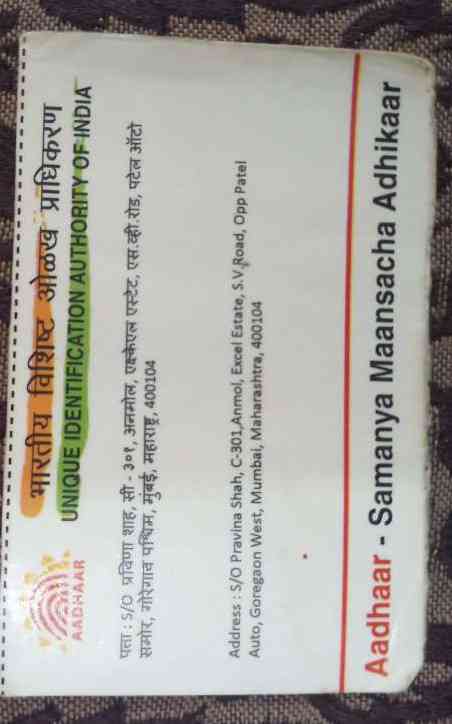 भारतीय विशिष्ट ओळख प्राधिकरण
UNIQUE IDENTIFICATION AUTHORITY OF INDIA
AADHAAR
पत्ता : S/O प्रविणा शाह, सी - ३०१, अनमोल, एक्केएल एस्टेट, एस.व्ही.रोड, पटेल ऑटो
समोर, गोरेगाव पश्चिम, मुंबई, महाराष्ट्र, 400104
Address : S/O Pravina Shah, C-301,Anmol, Excel Estate, S.V.Road, Opp Patel
Auto, Goregaon West, Mumbai, Maharashtra, 400104
Aadhaar - Samanya Maansacha Adhikaar